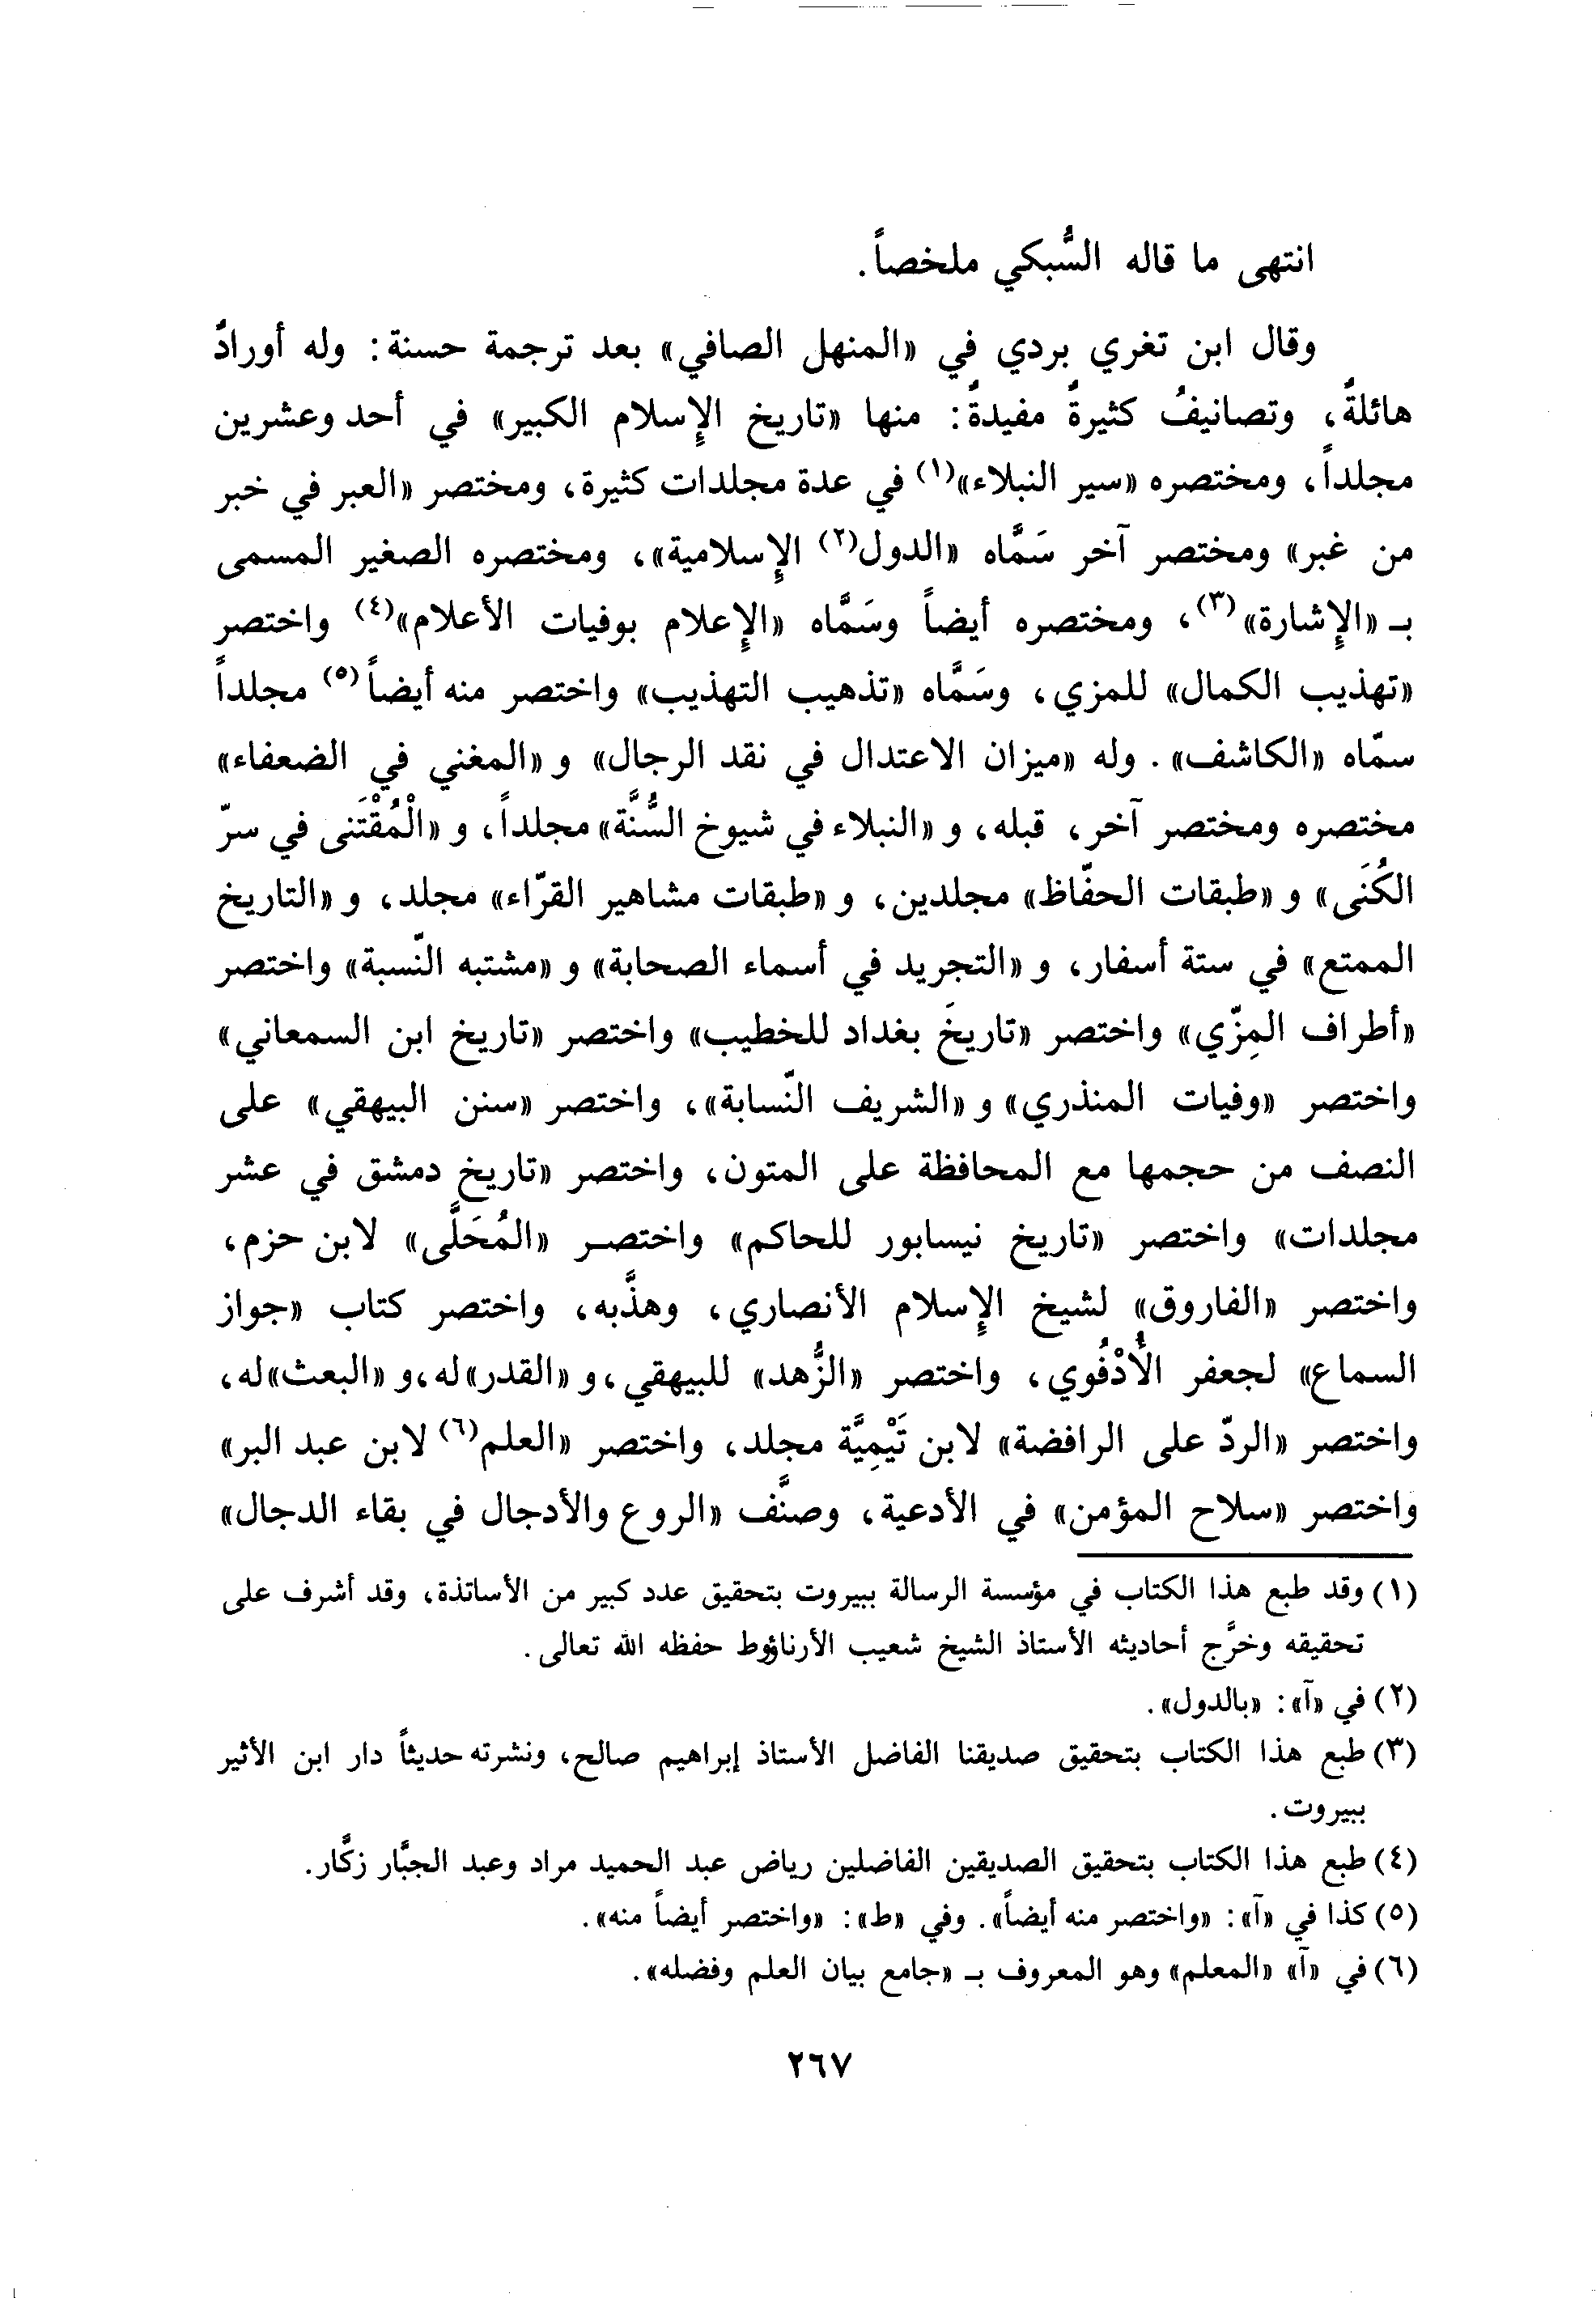 انتهى ما قاله السُّبكي ملخصاً.
وقال ابن تغري بردي في «المنهل الصافي» بعد ترجمة حسنة: وله أورادٌ
هائلةٌ، وتصانيفُ كثيرةٌ مفيدةٌ: منها «تاريخ الإِسلام الكبير» في أحد وعشرين
مجلداً، ومختصره «سير النبلاء»(١) في عدة مجلدات كثيرة، ومختصر «العبر في خبر
من غبر» ومختصر آخر سَمَّاه «الدول(٢) الإِسلامية»، ومختصره الصغير المسمى
بـ «الإِشارة»(٣)، ومختصره أيضاً وسَمَّاه «الإِعلام بوفيات الأعلام»(٤) واختصر
«تهذيب الكمال» للمزي، وسَمَّاه «تذهيب التهذيب» واختصر منه أيضاً(٥) مجلداً
سمّاه «الكاشف». وله «ميزان الاعتدال في نقد الرجال» و «المغني في الضعفاء»
مختصره ومختصر آخر، قبله، و «النبلاء في شيوخ السُّنَّة» مجلداً، و «الْمُقْتَنى في سرّ
الكُنَى» و «طبقات الحفّاظ» مجلدين، و «طبقات مشاهير القرّاء» مجلد، و «التاريخ
الممتع» في ستة أسفار، و «التجريد في أسماء الصحابة» و «مشتبه النّسبة» واختصر
«أطراف المِزّي» واختصر «تاريخَ بغداد للخطيب» واختصر «تاريخ ابن السمعاني»
واختصر «وفيات المنذري» و «الشريف النّسابة»، واختصر «سنن البيهقي» على
النصف من حجمها مع المحافظة على المتون، واختصر «تاريخ دمشق في عشر
مجلدات» واختصر «تاريخ نيسابور للحاكم» واختصـر «المُحَلَّى» لابن حزم،
واختصر «الفاروق» لشيخ الإِسلام الأنصاري، وهذَّبه، واختصر كتاب «جواز
السماع» لجعفر الأُدْفُوي، واختصر «الزُّهد» للبيهقي، و «القدر» له، و «البعث» له،
واختصر «الردّ على الرافضة» لابن تَيْمِيَّة مجلد، واختصر «العلم(٦) لابن عبد البر»
واختصر «سلاح المؤمن» في الأدعية، وصنَّف «الروع والأدجال في بقاء الدجال»
(١) وقد طبع هذا الكتاب في مؤسسة الرسالة ببيروت بتحقيق عدد كبير من الأساتذة، وقد أشرف على
تحقيقه وخرَّج أحاديثه الأستاذ الشيخ شعيب الأرناؤوط حفظه الله تعالى.
(٢) في «آ»: «بالدول».
(٣) طبع هذا الكتاب بتحقيق صديقنا الفاضل الأستاذ إبراهيم صالح، ونشرته حديثاً دار ابن الأثير
ببيروت.
(٤) طبع هذا الكتاب بتحقيق الصديقين الفاضلين رياض عبد الحميد مراد وعبد الجبَّار زكَّار.
(٥) كذا في «آ»: «واختصر منه أيضاً». وفي «ط»: «واختصر أيضاً منه».
(٦) في «آ» «المعلم» وهو المعروف بـ «جامع بيان العلم وفضله».
٢٦٧